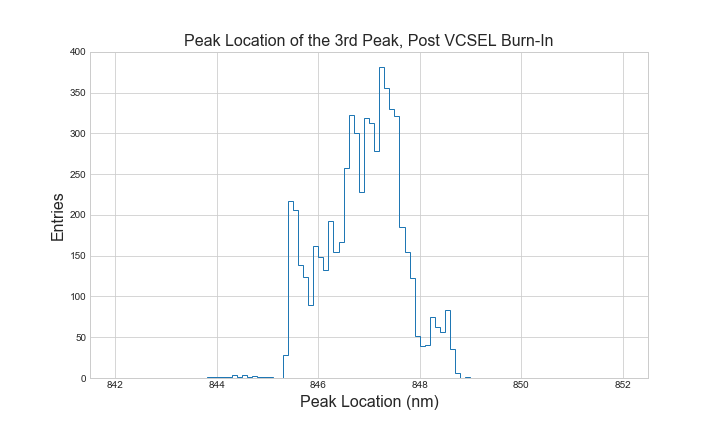 Peak Location of the 3rd Peak, Post VCSEL Burn-In
400
350
300
250
200
150
100
50
0
Entries
842 844 846 848 850 852
Peak Location (nm)